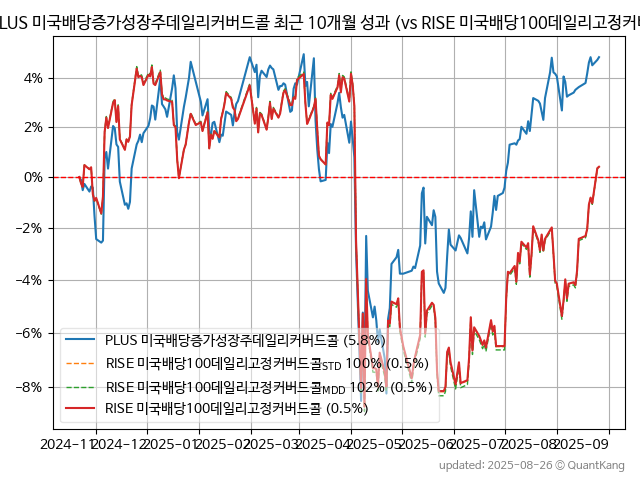 PLUS 미국배당증가성장주데일리커버드콜 최근 10개월 성과 (vs RISE 미국배당100데일리고정커버
4%
2%
0%
−2%
−4%
−6%
−8%
PLUS 미국배당증가성장주데일리커버드콜 (5.8%)
RISE 미국배당100데일리고정커버드콜STD 100% (0.5%)
RISE 미국배당100데일리고정커버드콜MDD 102% (0.5%)
RISE 미국배당100데일리고정커버드콜 (0.5%)
2024-11 2024-12 2025-01 2025-02 2025-03 2025-04 2025-05 2025-06 2025-07 2025-08 2025-09
updated: 2025-08-26 © QuantKang